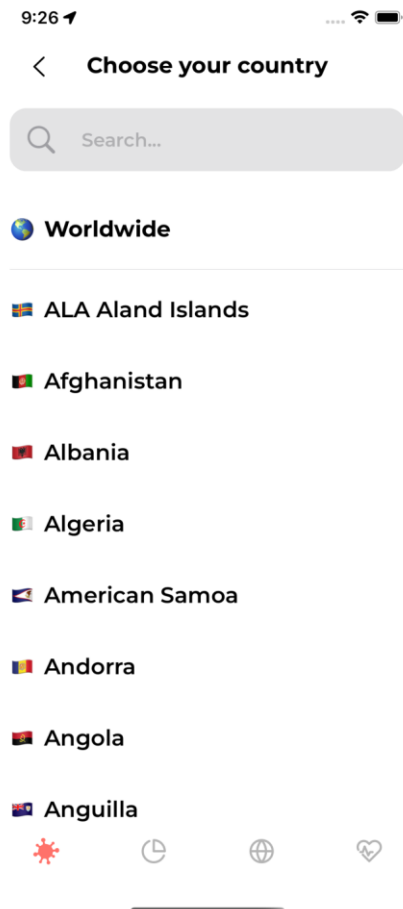 9:26
Choose your country
Search...
Worldwide
ALA Aland Islands
Afghanistan
Albania
Algeria
American Samoa
Andorra
Angola
Anguilla